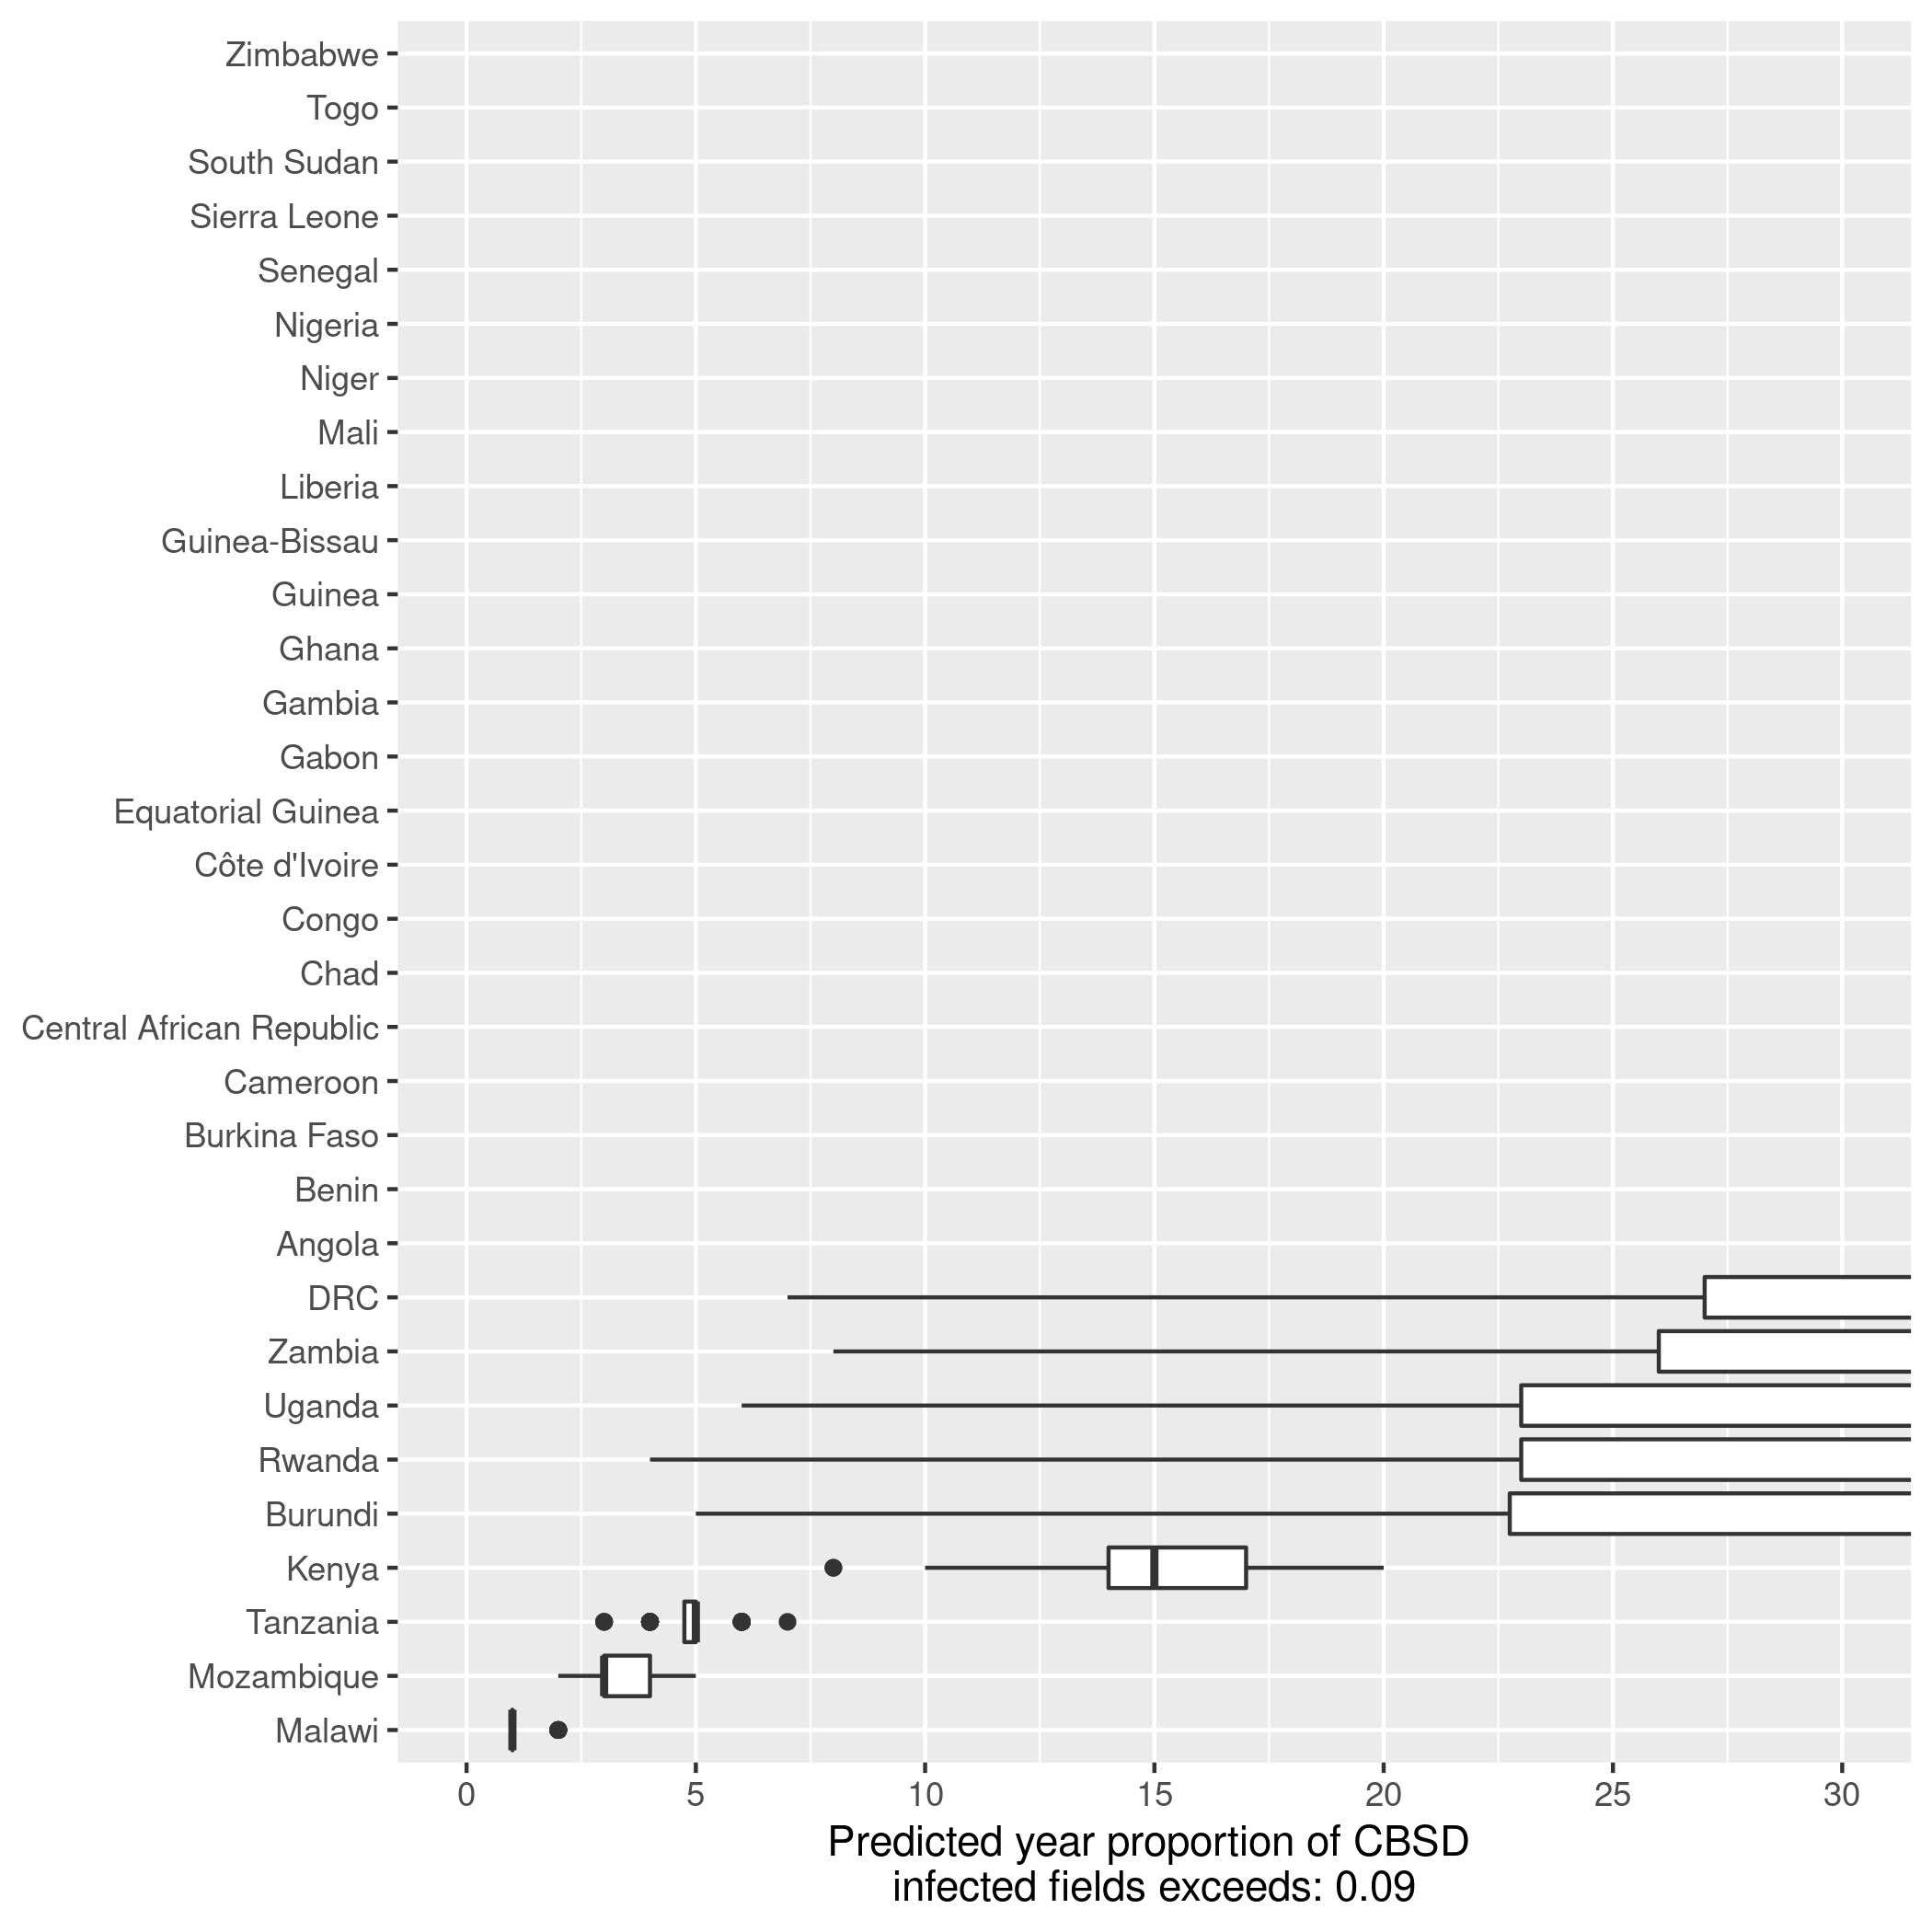 Zimbabwe
Togo
South Sudan
Sierra Leone
Senegal
Nigeria
Niger
Mali
Liberia
Guinea-Bissau
Guinea
Ghana
Gambia
Gabon
Equatorial Guinea
Côte d'Ivoire
Congo
Chad
Central African Republic
Cameroon
Burkina Faso
Benin
Angola
DRC
Zambia
Uganda
Rwanda
Burundi
Kenya
Tanzania
Mozambique
Malawi
0 5 10 15 20 25 30
Predicted year proportion of CBSD
infected fields exceeds: 0.09